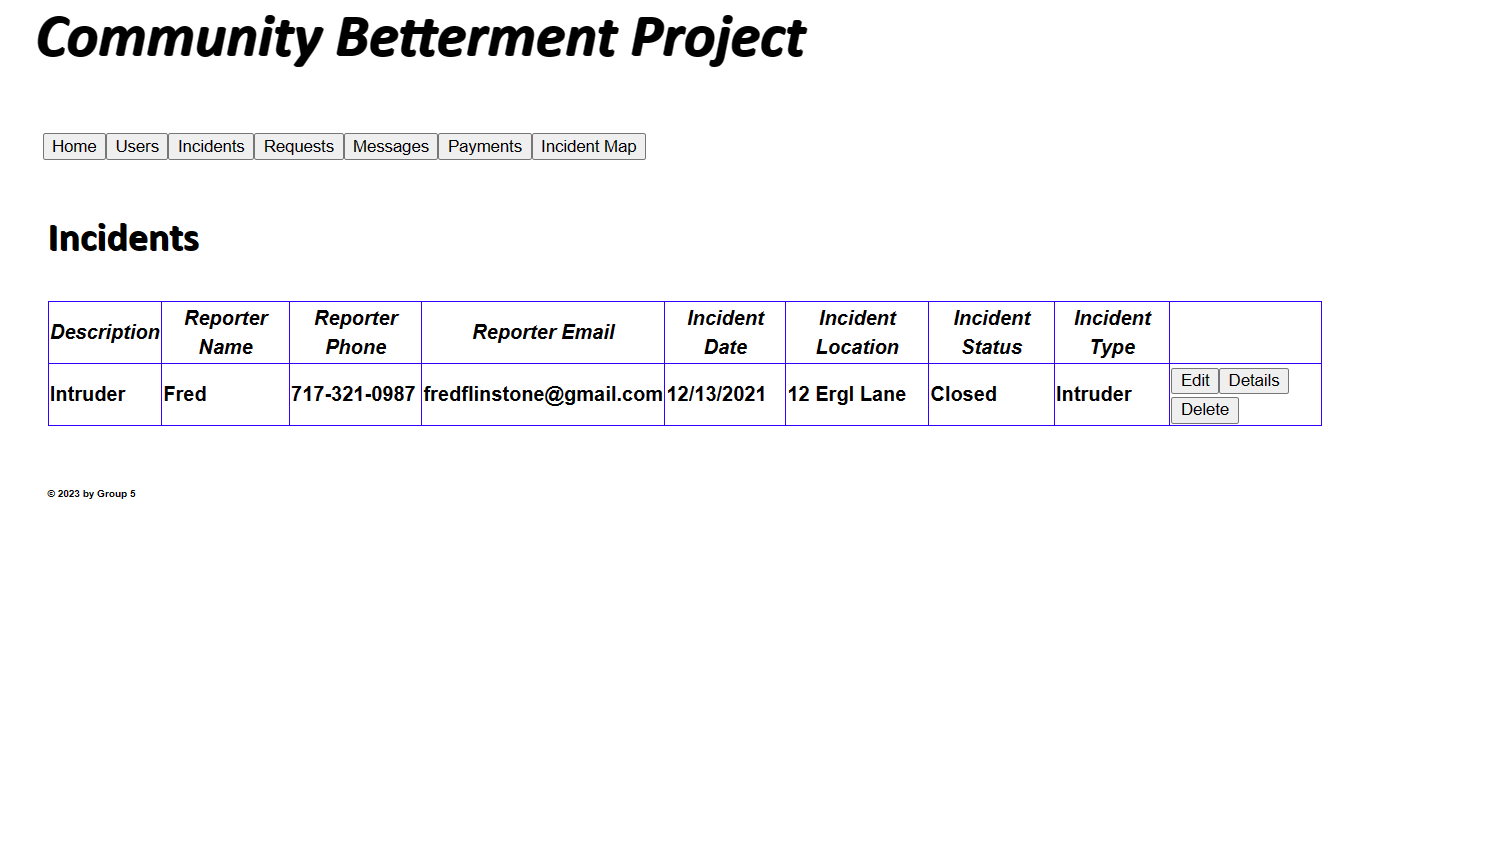 Community Betterment Project
Home Users Incidents Requests Messages Payments Incident Map
Incidents
Description Reporter Name Reporter Phone Reporter Email Incident Date Incident Location Incident Status Incident Type
Intruder Fred 717-321-0987 fredflinstone@gmail.com 12/13/2021 12 Ergl Lane Closed Intruder Edit Details
Delete
© 2023 by Group 5